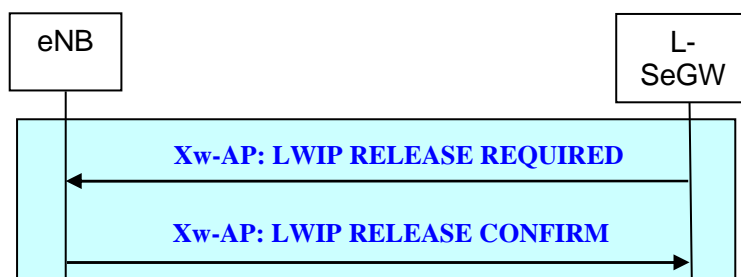 eNB
L-
SeGW
Xw-AP: LWIP RELEASE REQUIRED
Xw-AP: LWIP RELEASE CONFIRM